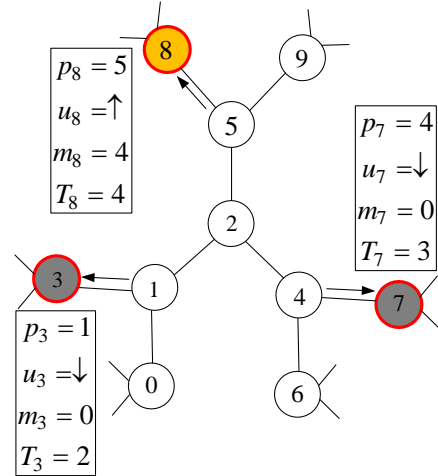 8
9
p₈ = 5
u₈ =↑
m₈ = 4
T₈ = 4
5
p₇ = 4
u₇ =↓
m₇ = 0
T₇ = 3
2
3
1
4
7
p₃ = 1
u₃ =↓
m₃ = 0
T₃ = 2
0
6